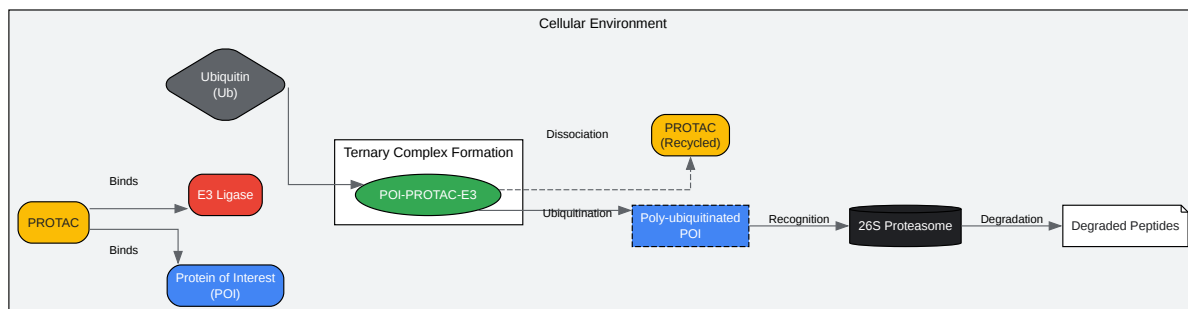 Cellular Environment
Ubiquitin
(Ub)
Dissociation
PROTAC
(Recycled)
Ternary Complex Formation
POI-PROTAC-E3
Binds
E3 Ligase
PROTAC
Binds
Protein of Interest
(POI)
Ubiquitination
Poly-ubiquitinated
POI
Recognition
26S Proteasome
Degradation
Degraded Peptides